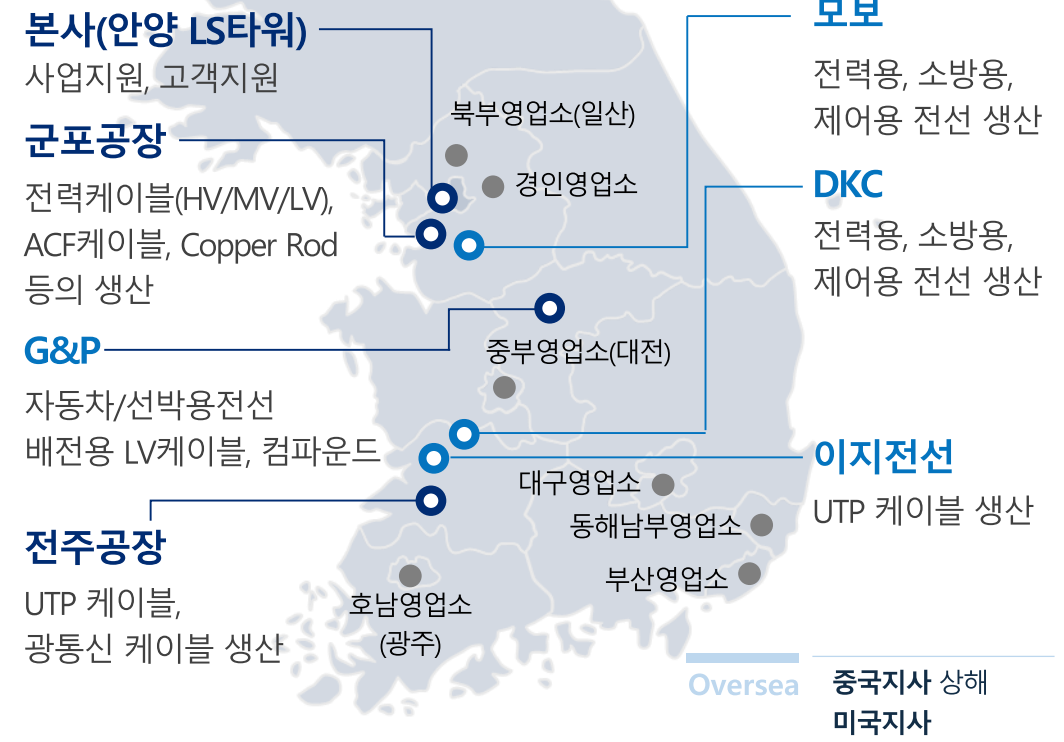 본사(안양 LS타워)
사업지원, 고객지원
군포공장
전력케이블(HV/MV/LV),
ACF케이블, Copper Rod
등의 생산
G&P
자동차/선박용전선
배전용 LV케이블, 컴파운드
전주공장
UTP 케이블,
광통신 케이블 생산
북부영업소(일산)
경인영업소
중부영업소(대전)
대구영업소
동해남부영업소
부산영업소
호남영업소
(광주)
모보
전력용, 소방용,
제어용 전선 생산
DKC
전력용, 소방용,
제어용 전선 생산
이지전선
UTP 케이블 생산
Oversea
중국지사 상해
미국지사